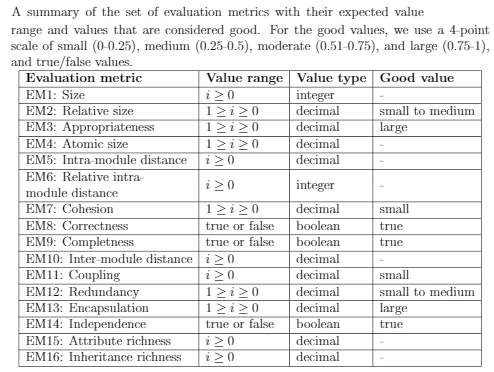 A summary of the set of evaluation metrics with their expected value
range and values that are considered good. For the good values, we use a 4-point
scale of small (0-0.25), medium (0.25-0.5), moderate (0.51-0.75), and large (0.75-1),
and true/false values.
Evaluation metric Value range Value type Good value
EM1: Size i ≥ 0 integer -
EM2: Relative size 1 ≥ i ≥ 0 decimal small to medium
EM3: Appropriateness 1 ≥ i ≥ 0 decimal large
EM4: Atomic size 1 ≥ i ≥ 0 decimal -
EM5: Intra-module distance i ≥ 0 decimal -
EM6: Relative intra-
module distance i ≥ 0 integer -
EM7: Cohesion 1 ≥ i ≥ 0 decimal small
EM8: Correctness true or false boolean true
EM9: Completness true or false boolean true
EM10: Inter-module distance i ≥ 0 decimal -
EM11: Coupling i ≥ 0 decimal small
EM12: Redundancy 1 ≥ i ≥ 0 decimal small to medium
EM13: Encapsulation 1 ≥ i ≥ 0 decimal large
EM14: Independence true or false boolean true
EM15: Attribute richness i ≥ 0 decimal -
EM16: Inheritance richness i ≥ 0 decimal -